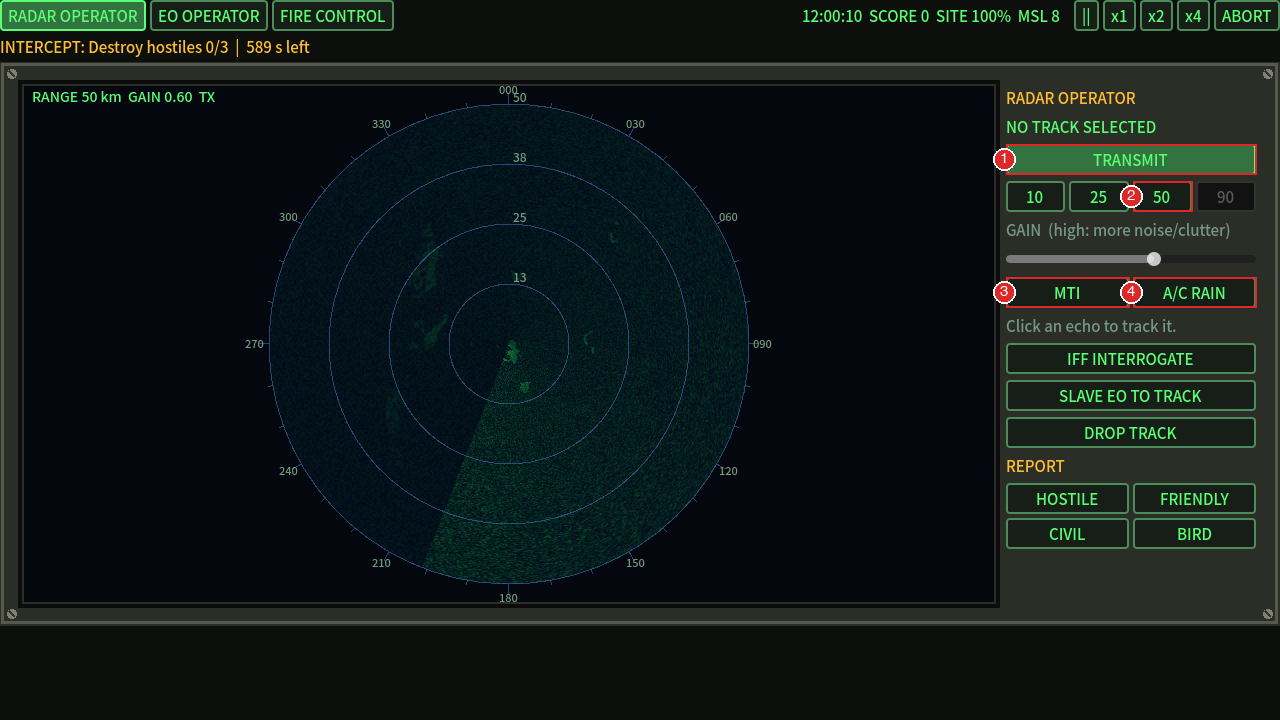 RADAR OPERATOR EO OPERATOR FIRE CONTROL 12:00:10 SCORE 0 SITE 100% MSL 8 || x1 x2 x4 ABORT
INTERCEPT: Destroy hostiles 0/3 | 589 s left
RANGE 50 km GAIN 0.60 TX
000
50
330
030
38
300
25
060
13
270
090
240
120
210
150
180
RADAR OPERATOR
NO TRACK SELECTED
1 TRANSMIT
10 25 2 50 90
GAIN (high: more noise/clutter)
3 MTI 4 A/C RAIN
Click an echo to track it.
IFF INTERROGATE
SLAVE EO TO TRACK
DROP TRACK
REPORT
HOSTILE FRIENDLY
CIVIL BIRD